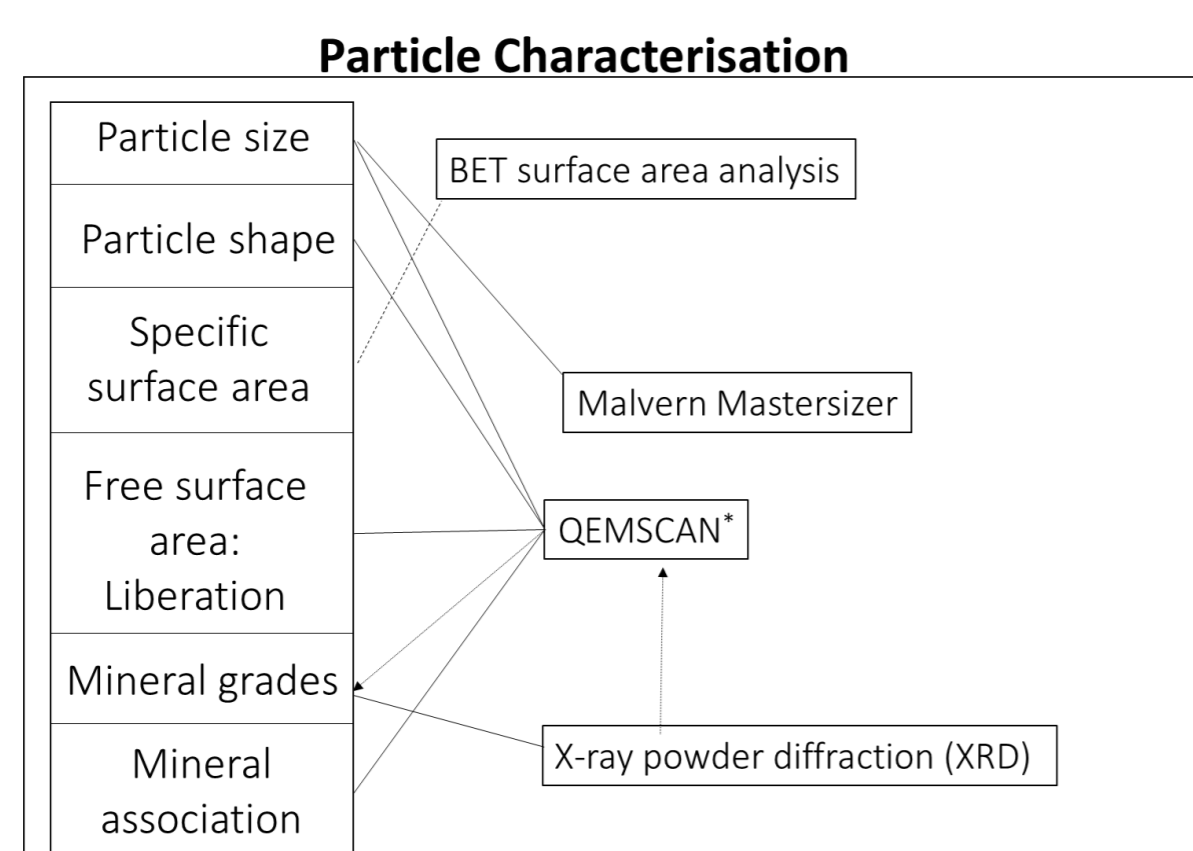 Particle Characterisation
Particle size
BET surface area analysis
Particle shape
Specific
surface area
Malvern Mastersizer
Free surface
area:
Liberation
QEMSCAN*
Mineral grades
X-ray powder diffraction (XRD)
Mineral
association